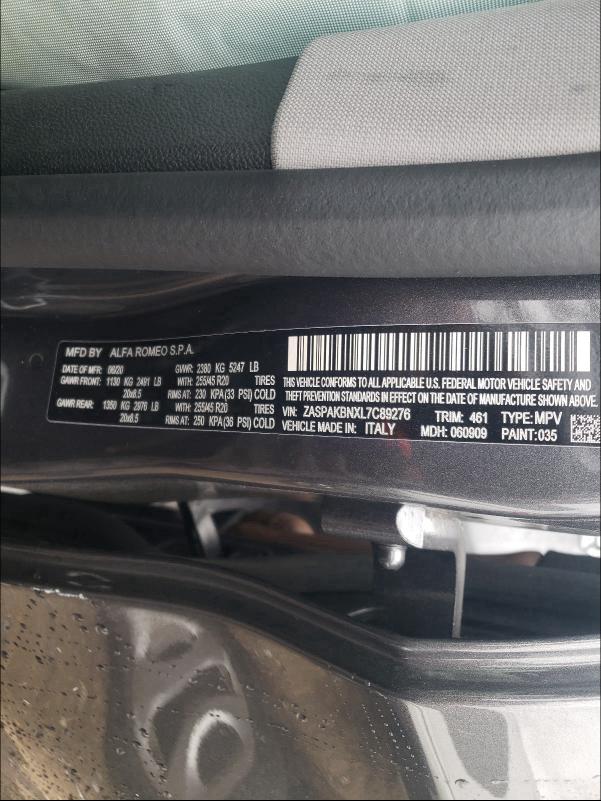 MFD BY ALFA ROMEO S.P.A.
DATE OF MFR: 06/20 GVWR: 2380 KG 5247 LB
GAWR FRONT: 1130 KG 2491 LB WITH: 255/45 R20 TIRES
20x8.5 RIMS AT: 230 KPA(33 PSI) COLD
GAWR REAR: 1350 KG 2976 LB WITH: 255/45 R20 TIRES
20x8.5 RIMS AT: 250 KPA(36 PSI) COLD
THIS VEHICLE CONFORMS TO ALL APPLICABLE U.S. FEDERAL MOTOR VEHICLE SAFETY AND
THEFT PREVENTION STANDARDS IN EFFECT ON THE DATE OF MANUFACTURE SHOWN ABOVE.
VIN: ZASPAKBNXL7C89276 TRIM: 461 TYPE: MPV
VEHICLE MADE IN: ITALY MDH: 060909 PAINT: 035